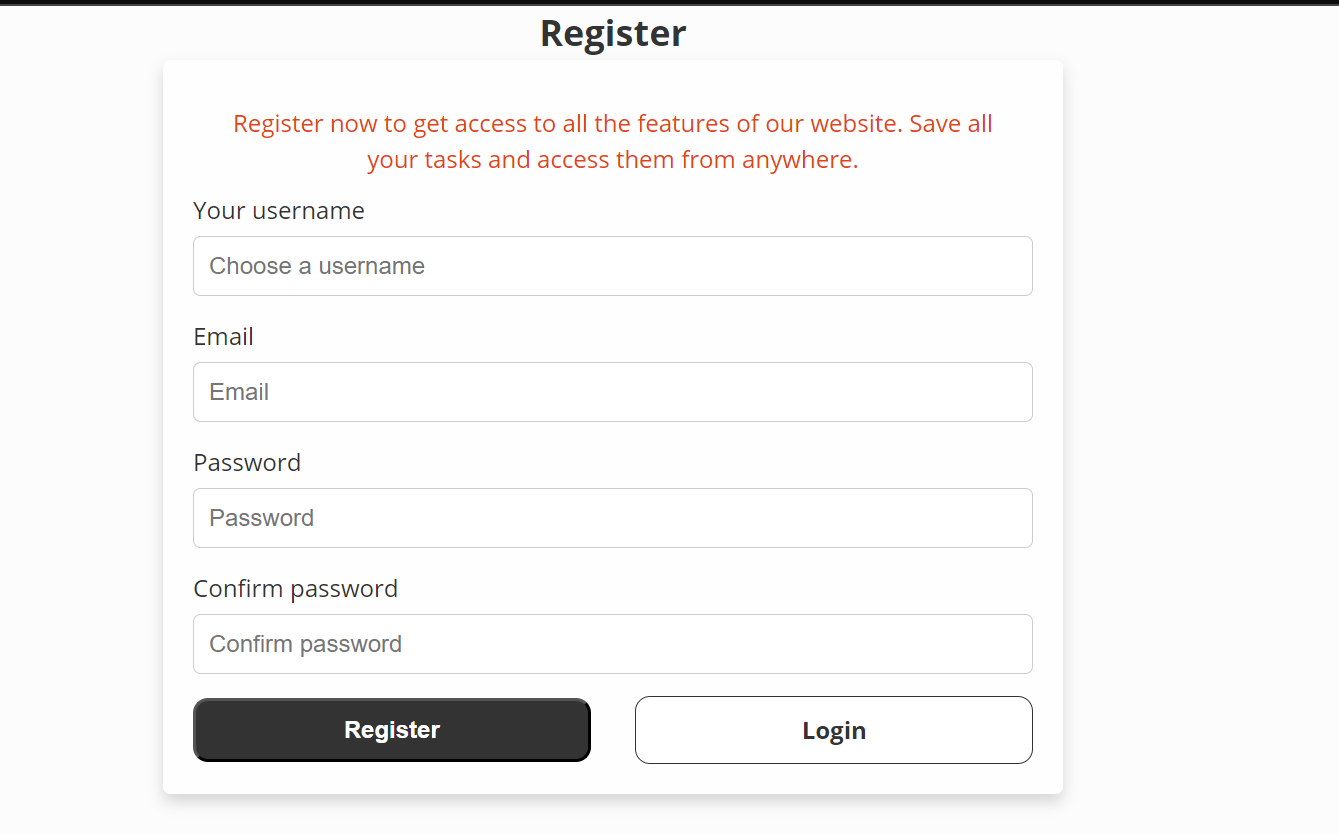 Register
Register now to get access to all the features of our website. Save all
your tasks and access them from anywhere.
Your username
Choose a username
Email
Email
Password
Password
Confirm password
Confirm password
Register
Login